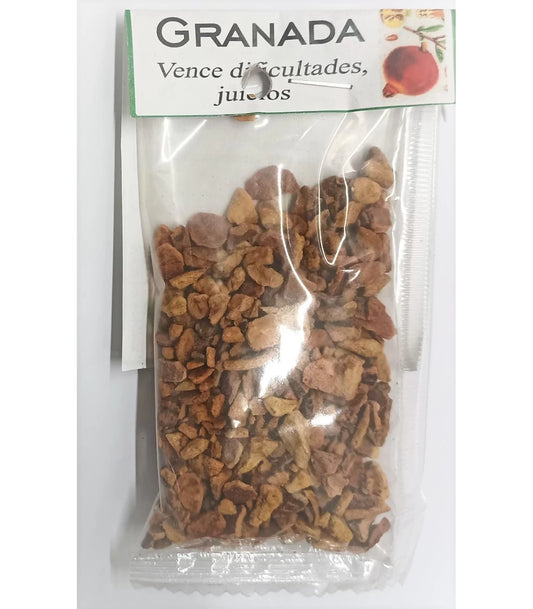 GRANADA
Vence dificultades,
juicios